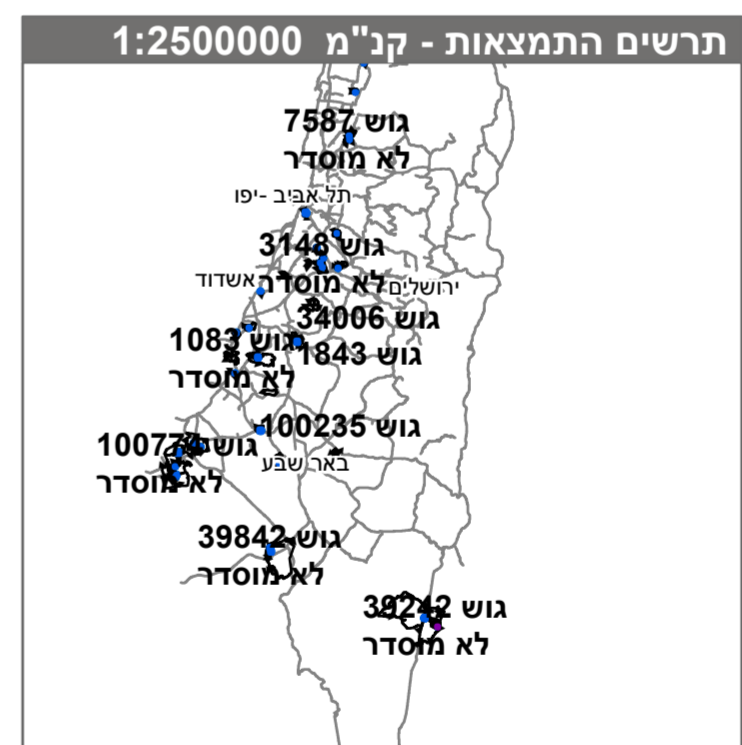 תרשים התמצאות - קנ"מ 1:2500000
גוש 7587
לא מוסדר
תל אביב -יפו
גוש 3148
לא מוסדר
אשדוד
ירושלים
גוש 34006
גוש 1083
גוש 1843
לא מוסדר
גוש 100235
גוש
לא מוסדר
באר שבע
גוש 39842
לא מוסדר
גוש 39242
לא מוסדר